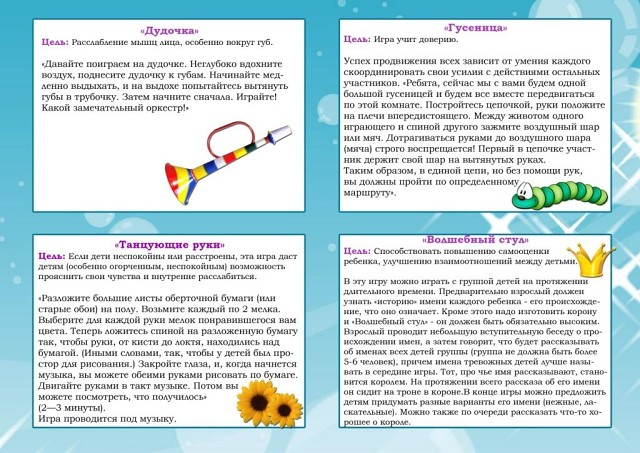 «Дудочка»
Цель: Расслабление мышц лица, особенно вокруг губ.
«Давайте поиграем на дудочке. Неглубоко вдохните
воздух, поднесите дудочку к губам. Начинайте мед-
ленно выдыхать, и на выдохе попытайтесь вытянуть
губы в трубочку. Затем начните сначала. Играйте!
Какой замечательный оркестр!»
«Гусеница»
Цель: Игра учит доверию.
Успех продвижения всех зависит от умения каждого
скоординировать свои усилия с действиями остальных
участников. «Ребята, сейчас мы с вами будем одной
большой гусеницей и будем все вместе передвигаться
по этой комнате. Постройтесь цепочкой, руки положите
на плечи впередистоящего. Между животом одного
играющего и спиной другого зажмите воздушный шар
или мяч. Дотрагиваться руками до воздушного шара
(мяча) строго воспрещается! Первый в цепочке участ-
ник держит свой шар на вытянутых руках.
Таким образом, в единой цепи, но без помощи рук,
вы должны пройти по определенному
маршруту».
«Танцующие руки»
Цель: Если дети неспокойны или расстроены, эта игра даст
детям (особенно огорченным, неспокойным) возможность
прояснить свои чувства и внутренне расслабиться.
«Разложите большие листы оберточной бумаги (или
старые обои) на полу. Возьмите каждый по 2 мелка.
Выберите для каждой руки мелок понравившегося вам
цвета. Теперь ложитесь спиной на разложенную бумагу
так, чтобы руки, от кисти до локтя, находились над
бумагой. (Иными словами, так, чтобы у детей был про-
стор для рисования.) Закройте глаза, и, когда начнется
музыка, вы можете обеими руками рисовать по бумаге.
Двигайте руками в такт музыке. Потом вы
можете посмотреть, что получилось»
(2—3 минуты).
Игра проводится под музыку.
«Волшебный стул»
Цель: Способствовать повышению самооценки
ребенка, улучшению взаимоотношений между детьми.
В эту игру можно играть с группой детей на протяжении
длительного времени. Предварительно взрослый должен
узнать «историю» имени каждого ребенка - его происхожде-
ние, что оно означает. Кроме этого надо изготовить корону
и «Волшебный стул» - он должен быть обязательно высоким.
Взрослый проводит небольшую вступительную беседу о про-
исхождении имен, а затем говорит, что будет рассказывать
об именах всех детей группы (группа не должна быть более
5-6 человек), причем имена тревожных детей лучше назы-
вать в середине игры. Тот, про чье имя рассказывают, стано-
вится королем. На протяжении всего рассказа об его имени
он сидит на троне в короне.В конце игры можно предложить
детям придумать разные варианты его имени (нежные, ла-
скательные). Можно также по очереди рассказать что-то хо-
рошее о короле.